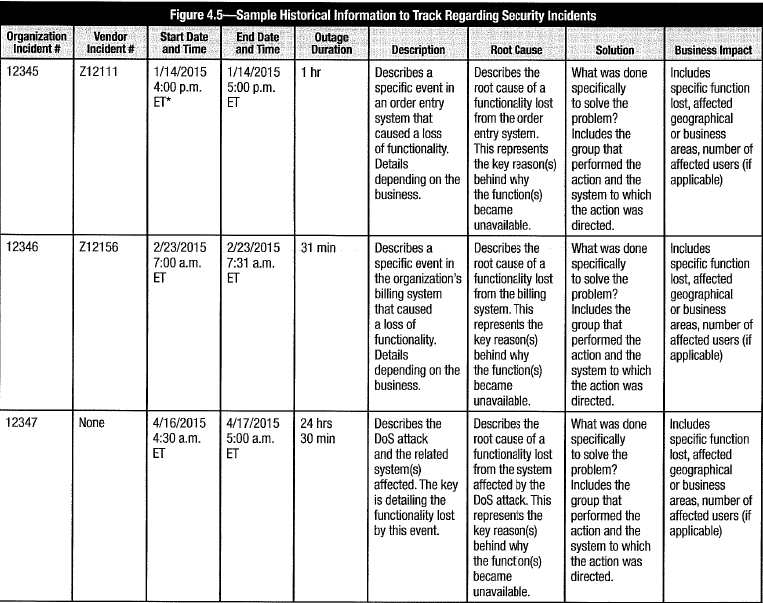 Figure 4.5—Sample Historical Information to Track Regarding Security Incidents
Organization
Incident #
Vendor
Incident #
Start Date
and Time
End Date
and Time
Outage
Duration
Description
Root Cause
Solution
Business Impact
12345
Z12111
1/14/2015
4:00 p.m.
ET*
1/14/2015
5:00 p.m.
ET
1 hr
Describes a
specific event in
an order entry
system that
caused a loss
of functionality.
Details
depending on the
business.
Describes the
root cause of a
functionality lost
from the order
entry system.
This represents
the key reason(s)
behind why
the function(s)
became
unavailable.
What was done
specifically
to solve the
problem?
Includes the
group that
performed the
action and the
system to which
the action was
directed.
Includes
specific function
lost, affected
geographical
or business
areas, number of
affected users (if
applicable)
12346
Z12156
2/23/2015
7:00 a.m.
ET
2/23/2015
7:31 a.m.
ET
31 min
Describes a
specific event in
the organization's
billing system
that caused
a loss of
functionality.
Details
depending on the
business.
Describes the
root cause of a
functionality lost
from the billing
system. This
represents the
key reason(s)
behind why
the function(s)
became
unavailable.
What was done
specifically
to solve the
problem?
Includes the
group that
performed the
action and the
system to which
the action was
directed.
Includes
specific function
lost, affected
geographical
or business
areas, number of
affected users (if
applicable)
12347
None
4/16/2015
4:30 a.m.
ET
4/17/2015
5:00 a.m.
ET
24 hrs
30 min
Describes the
DoS attack
and the related
system(s)
affected. The key
is detailing the
functionality lost
by this event.
Describes the
root cause of a
functionality lost
from the system
affected by the
DoS attack. This
represents the
key reason(s)
behind why
the function(s)
became
unavailable.
What was done
specifically
to solve the
problem?
Includes the
group that
performed the
action and the
system to which
the action was
directed.
Includes
specific function
lost, affected
geographical
or business
areas, number of
affected users (if
applicable)